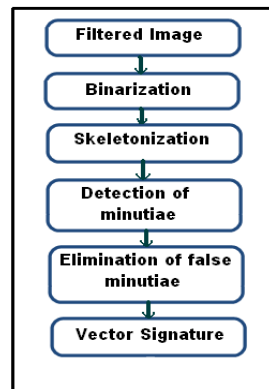 Filtered Image
Binarization
Skeletonization
Detection of
minutiae
Elimination of false
minutiae
Vector Signature